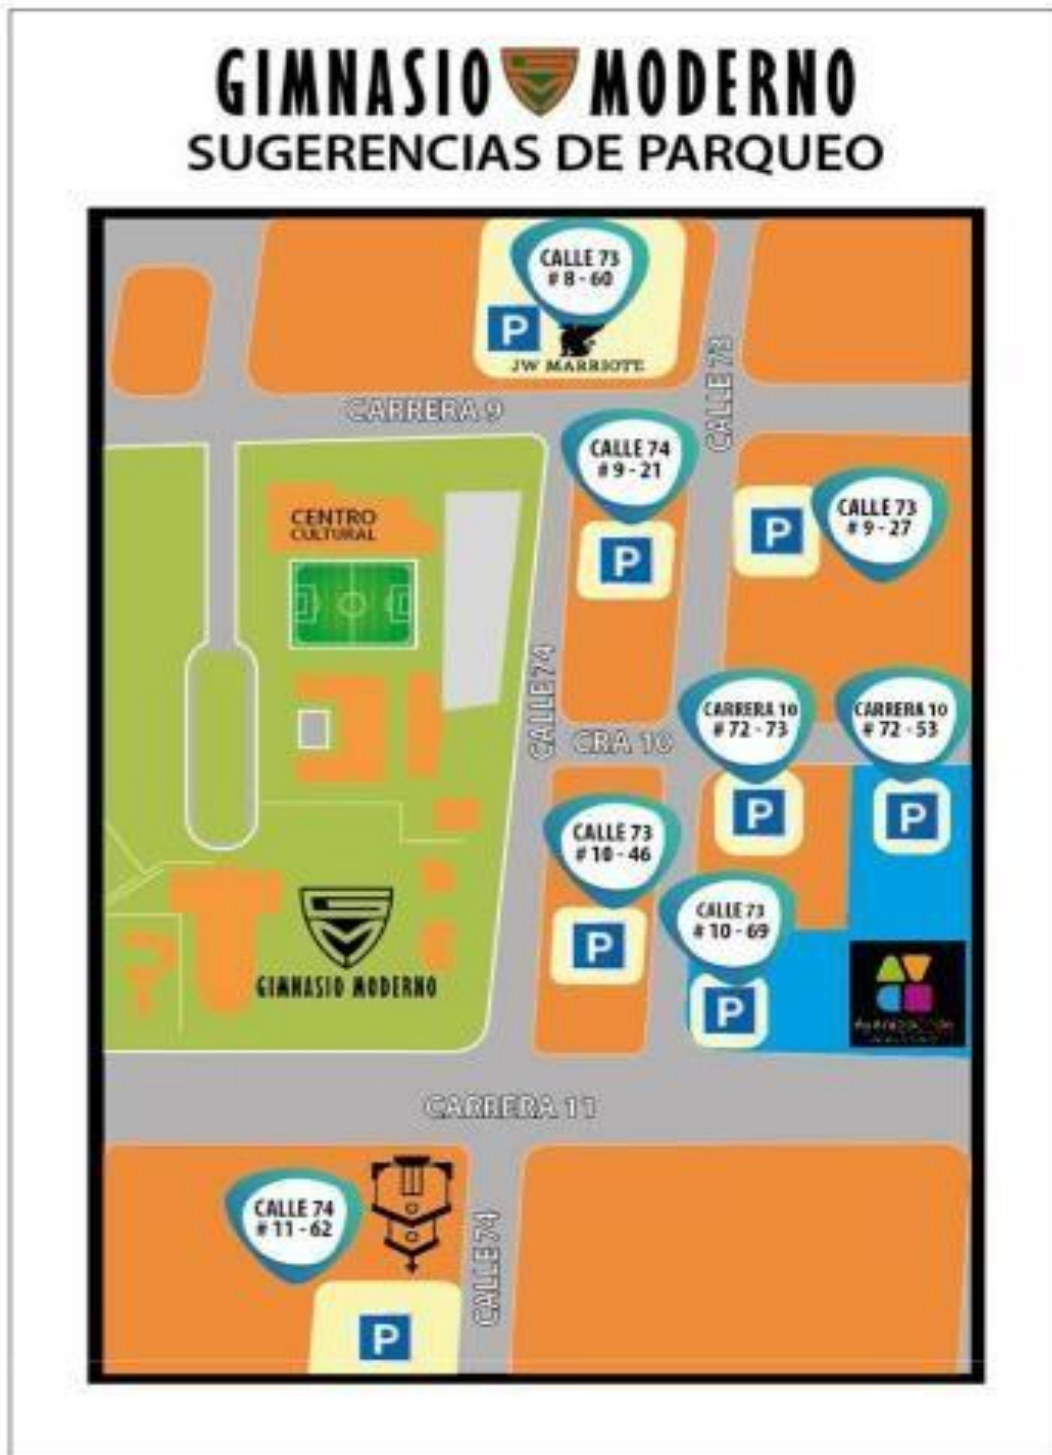 GIMNASIO MODERNO
SUGERENCIAS DE PARQUEO
CALLE 73
# 8 - 60
P
JW MARRIOTE
CARRERA 9
CALLE 73
CALLE 74
# 9 - 21
P
P
CALLE 73
# 9 - 27
CENTRO
CULTURAL
CALLE 74
CRA 10
CARRERA 10
# 72 - 73
P
CARRERA 10
# 72 - 53
P
CALLE 73
# 10 - 46
P
CALLE 73
# 10 - 69
P
GIMNASIO MODERNO
CARRERA 11
CALLE 74
# 11 - 62
P
CALLE 74